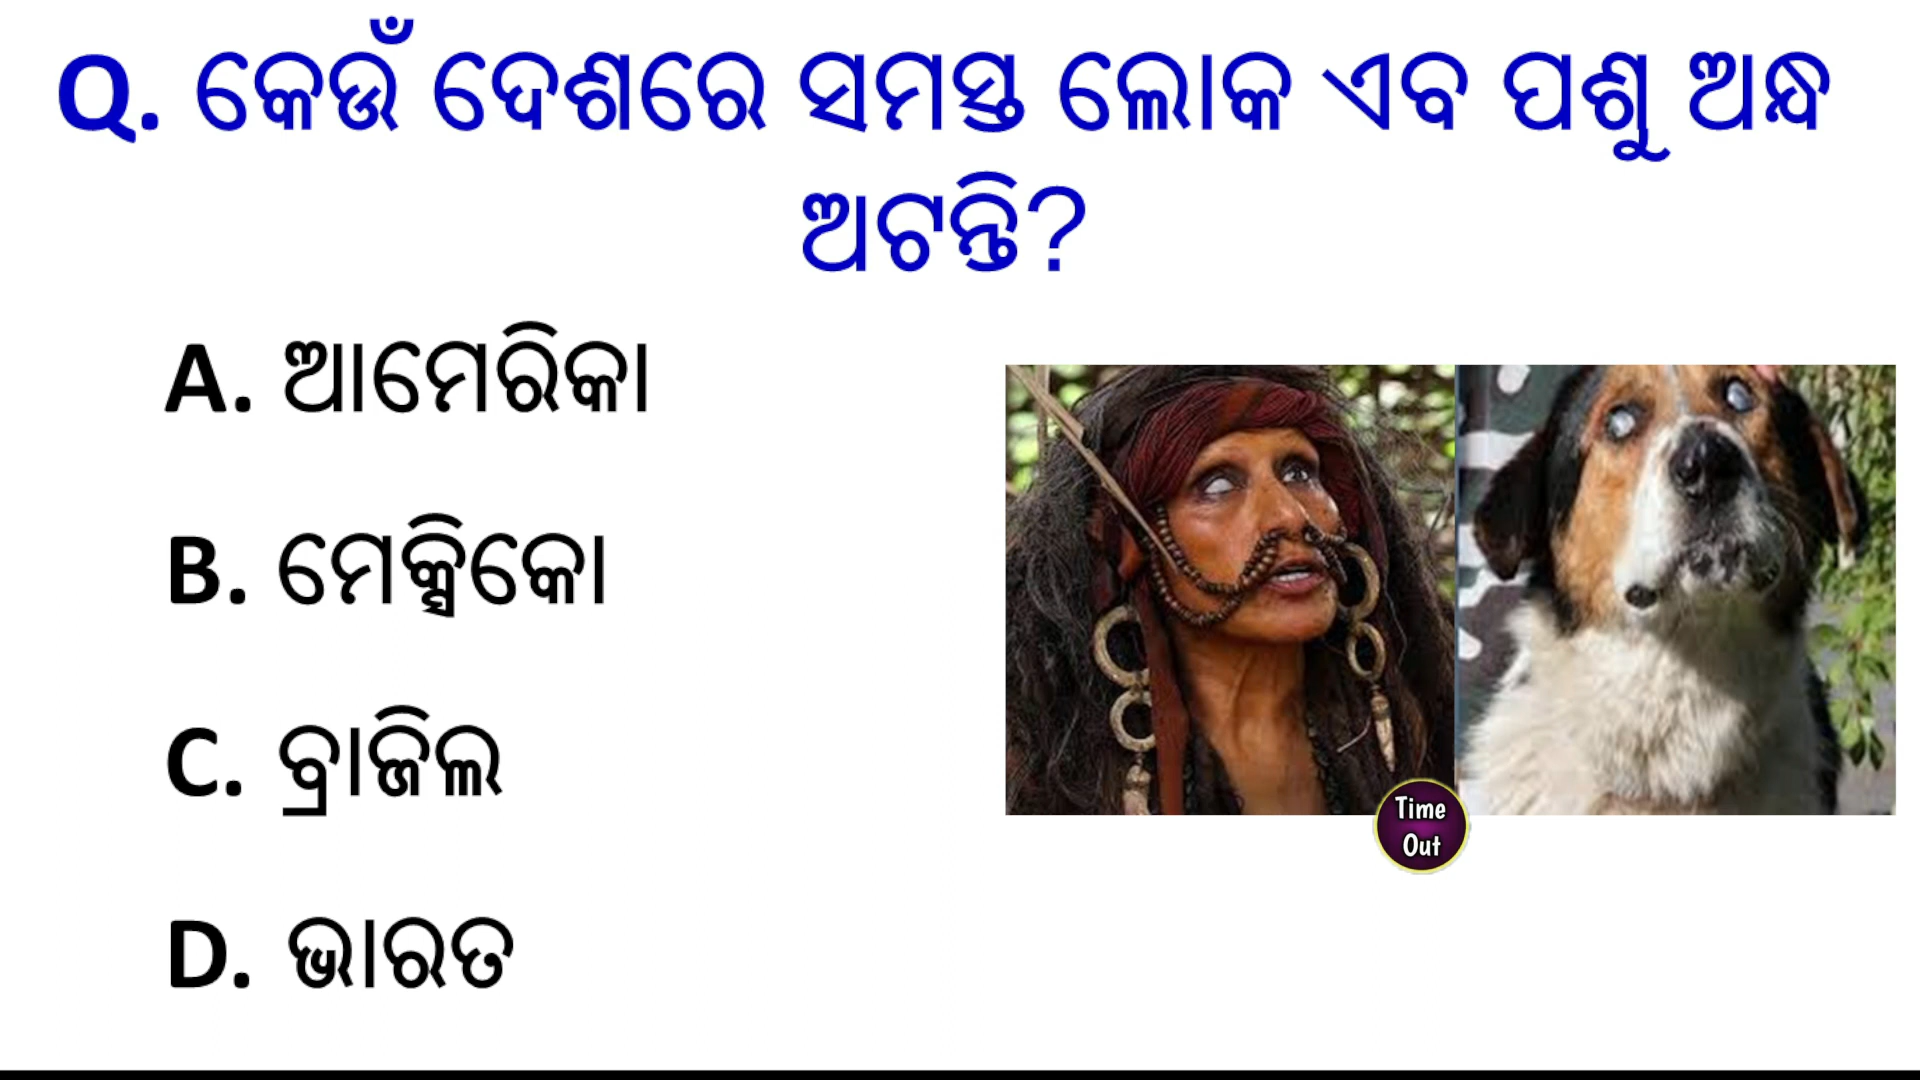 Q. କେଉଁ ଦେଶରେ ସମସ୍ତ ଲୋକ ଏବ ପଶୁ ଅନ୍ଧ
ଅଟନ୍ତି?
A. ଆମେରିକା
B. ମେକ୍ସିକୋ
C. ବ୍ରାଜିଲ
D. ଭାରତ
Time
Out